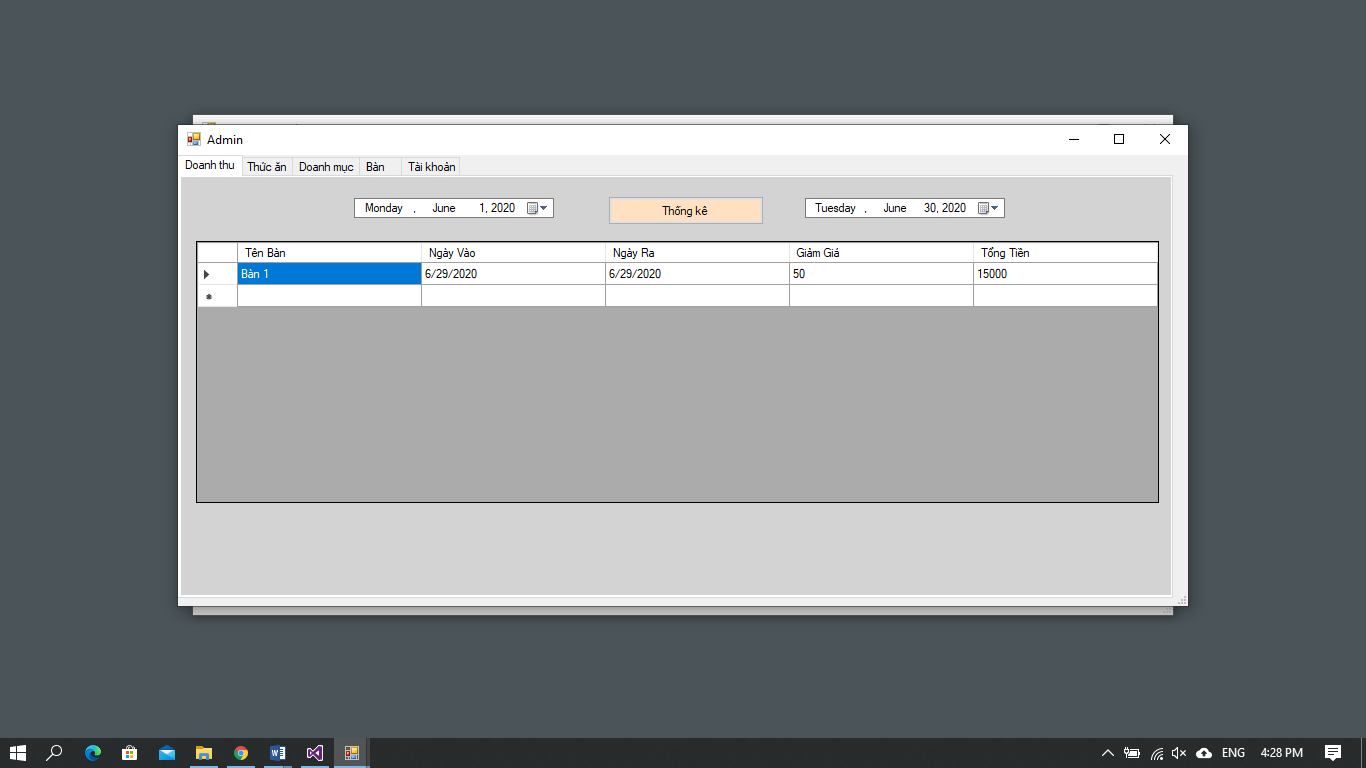 Admin
Doanh thu Thức ăn Doanh mục Bàn Tài khoản
Monday , June 1, 2020 Thống kê Tuesday , June 30, 2020
Tên Bàn Ngày Vào Ngày Ra Giảm Giá Tổng Tiền
Bàn 1 6/29/2020 6/29/2020 50 15000
ENG 4:28 PM